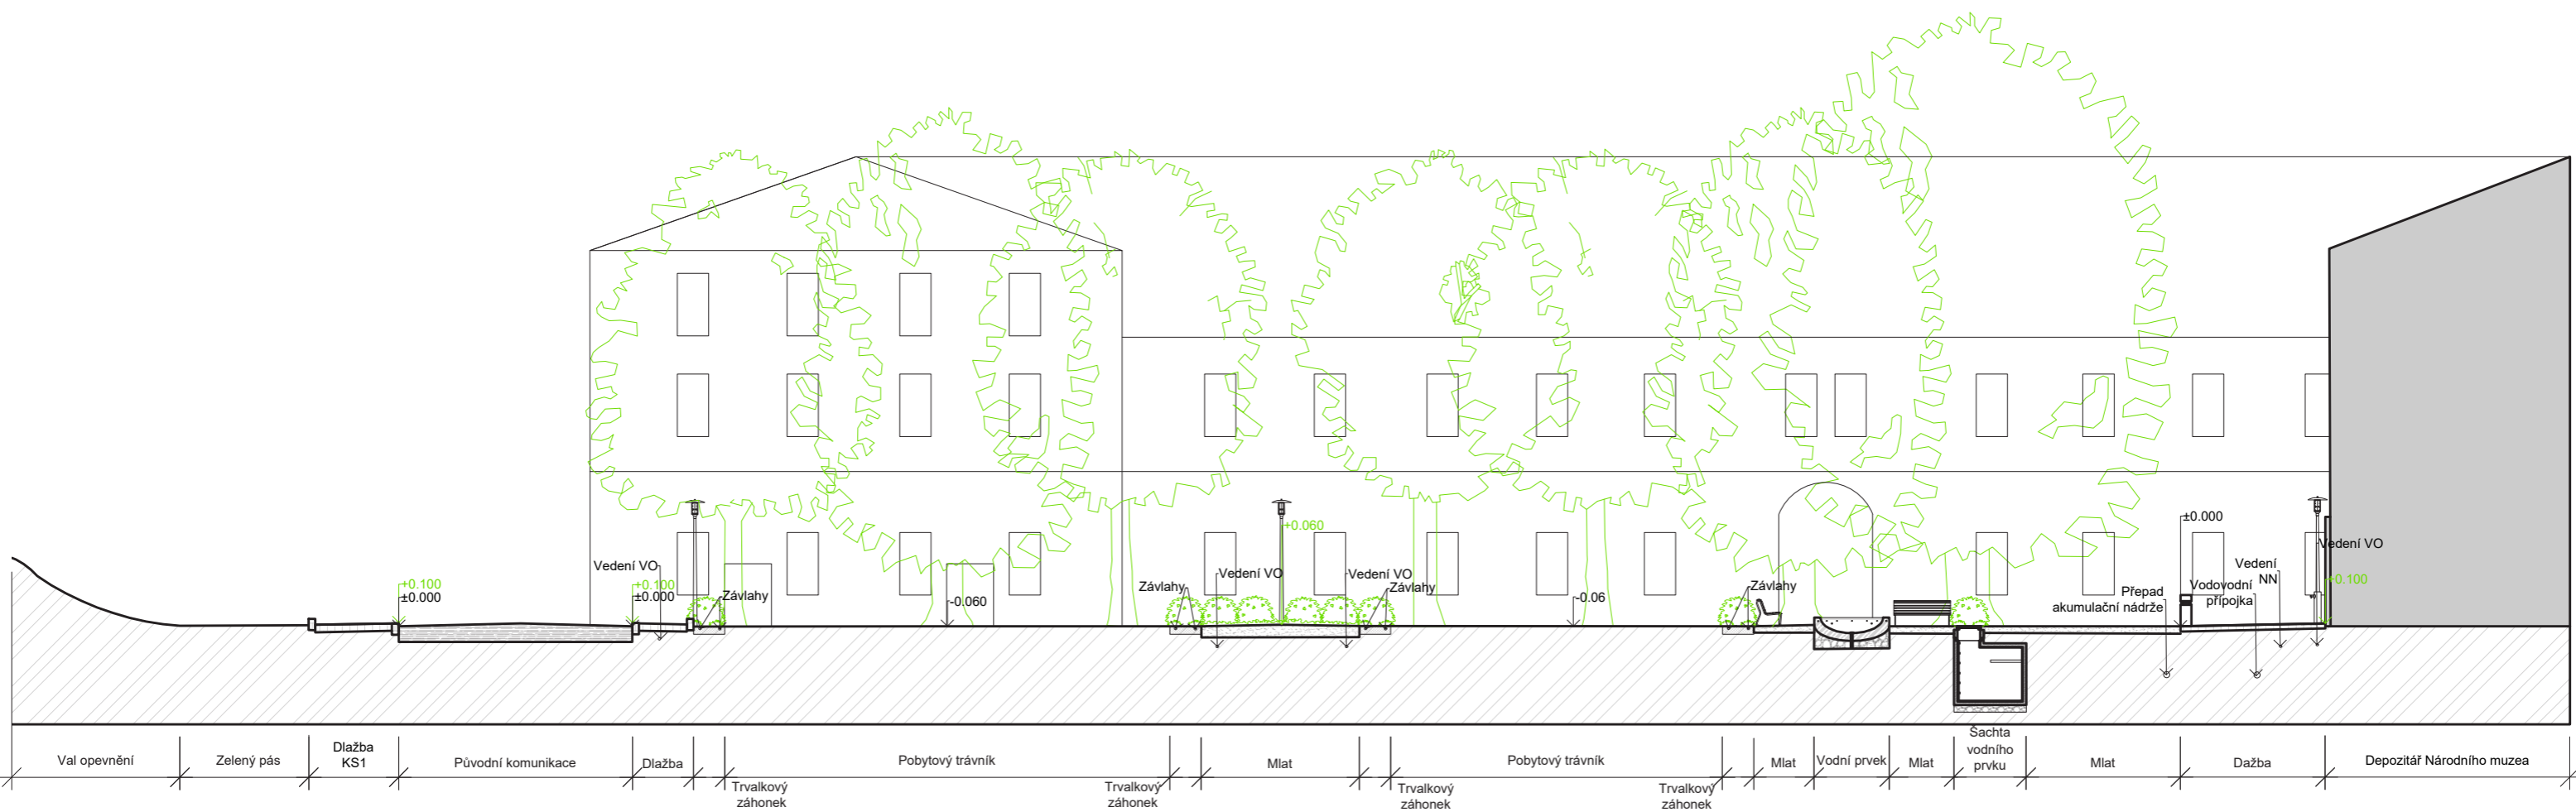 +0.060
±0.000
Vedení VO
Vedení VO
Vedení
NN
Vedení VO
Vedení VO
+0.100
±0.000
+0.100
±0.000
Závlahy
-0.060
Závlahy
Závlahy
-0.06
Závlahy
Přepad
akumulační nádrže
Vodovodní
přípojka
+0.100
Val opevnění
Zelený pás
Dlažba
KS1
Původní komunikace
Dlažba
Trvalkový
záhonek
Pobytový trávník
Trvalkový
záhonek
Mlat
Trvalkový
záhonek
Pobytový trávník
Trvalkový
záhonek
Mlat
Vodní prvek
Mlat
Šachta
vodního
prvku
Mlat
Dažba
Depozitář Národního muzea